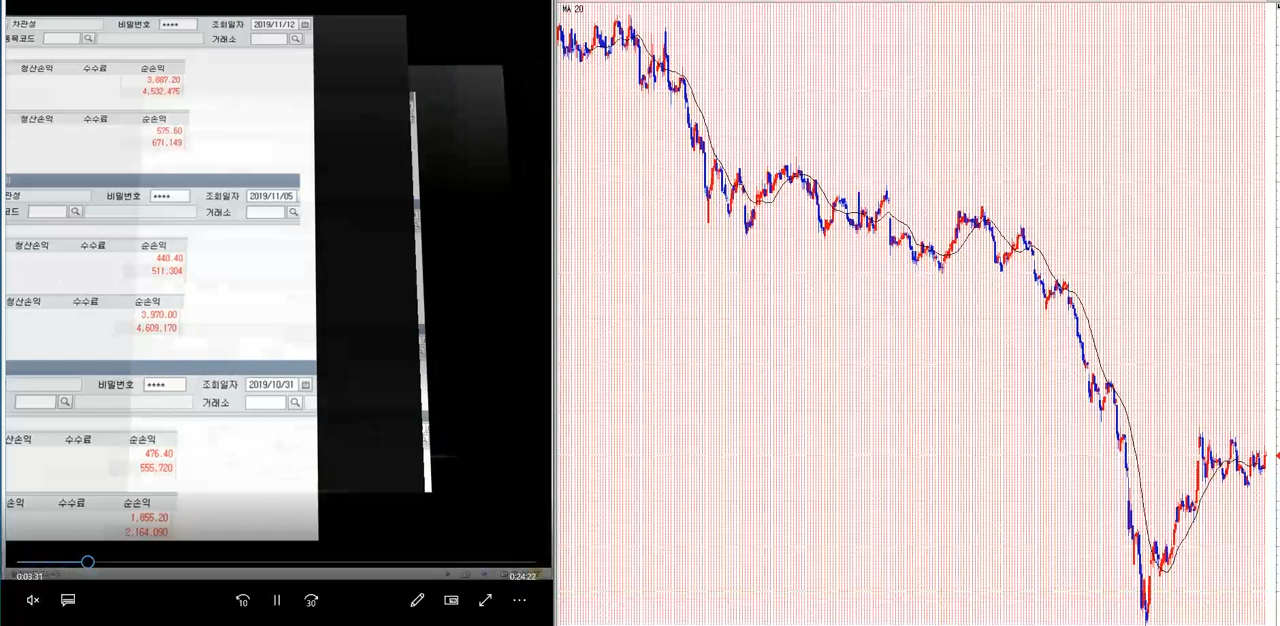 차관성 비밀번호 **** 조회일자 2019/11/12
종목코드 거래소
청산손익 수수료 순손익
3,887.20
4,532,475
청산손익 수수료 순손익
575.60
671,149
관성 비밀번호 **** 조회일자 2019/11/05
코드 거래소
청산손익 수수료 순손익
440.40
511,304
청산손익 수수료 순손익
3,970.00
4,609,170
비밀번호 **** 조회일자 2019/10/31
거래소
산손익 수수료 순손익
476.40
555,720
손익 수수료 순손익
1,855.20
2,164,090
0:03:31 0:24:22
10 30
MA 20